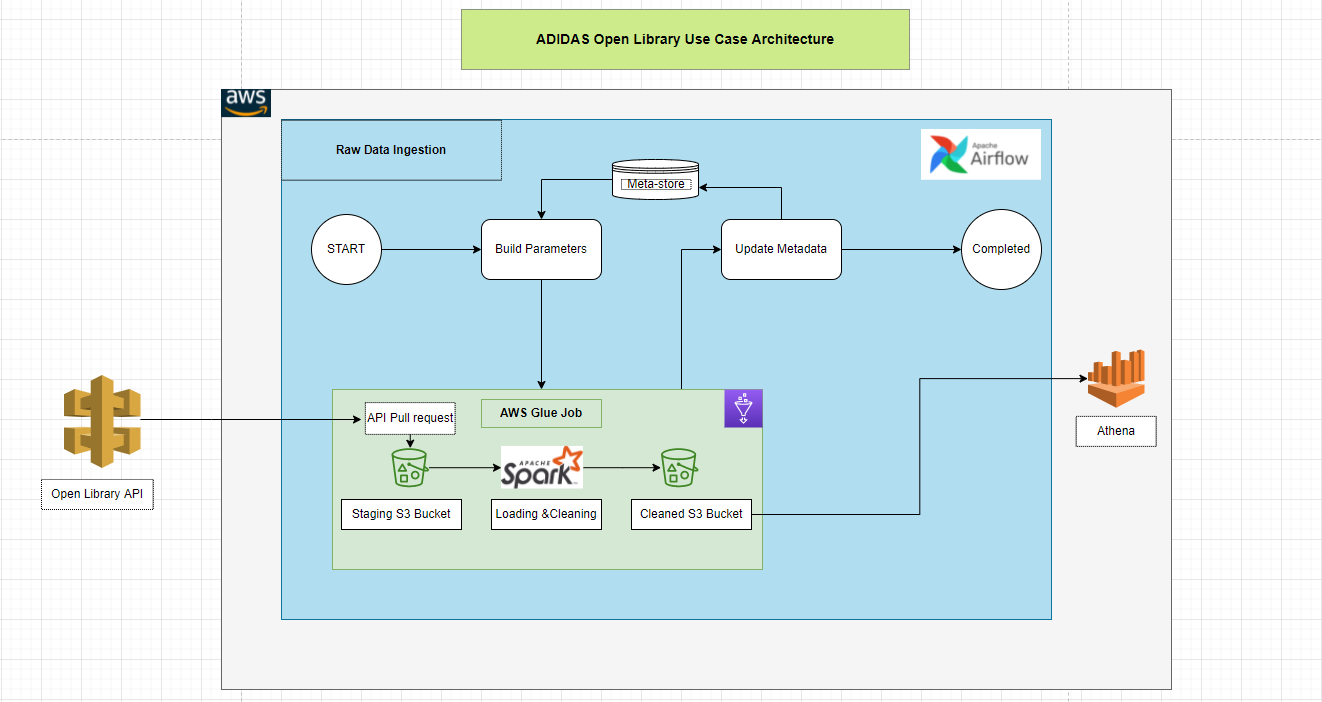 ADIDAS Open Library Use Case Architecture
aws
Raw Data Ingestion
Apache
Airflow
Meta-store
START
Build Parameters
Update Metadata
Completed
API Pull request
AWS Glue Job
APACHE
Spark
Open Library API
Staging S3 Bucket
Loading &Cleaning
Cleaned S3 Bucket
Athena